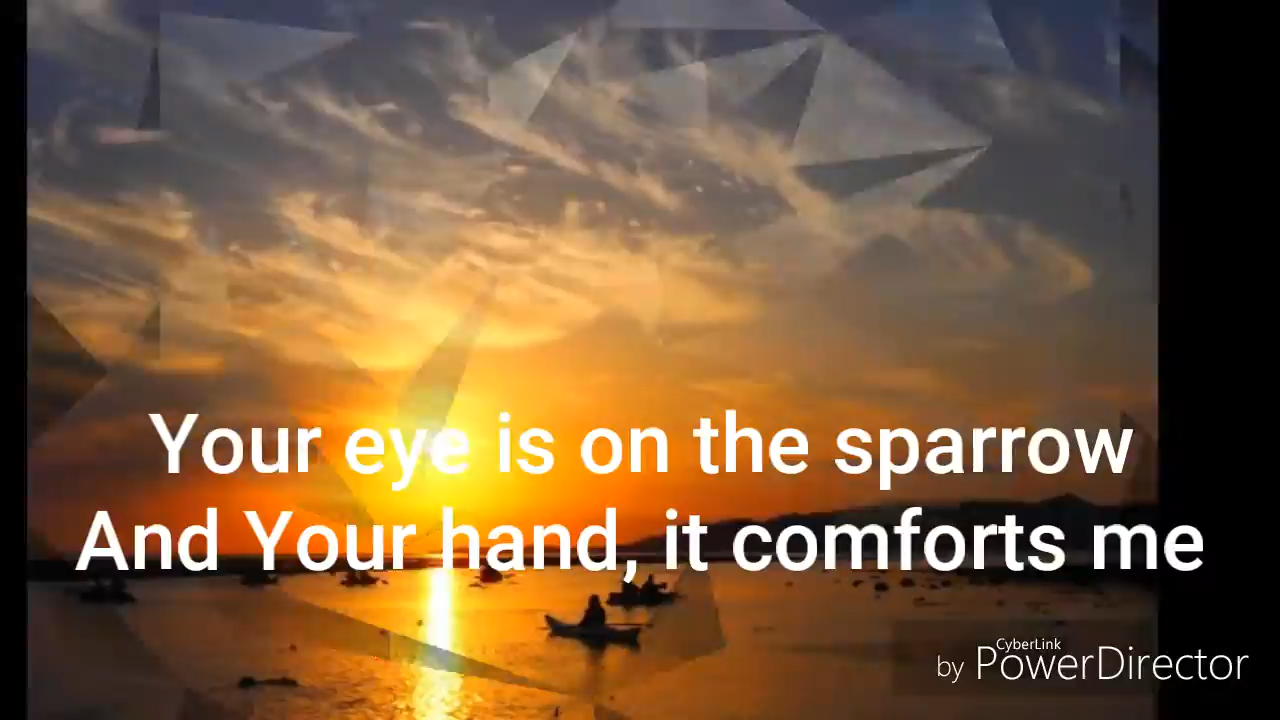 Your eye is on the sparrow
And Your hand, it comforts me
CyberLink
by PowerDirector